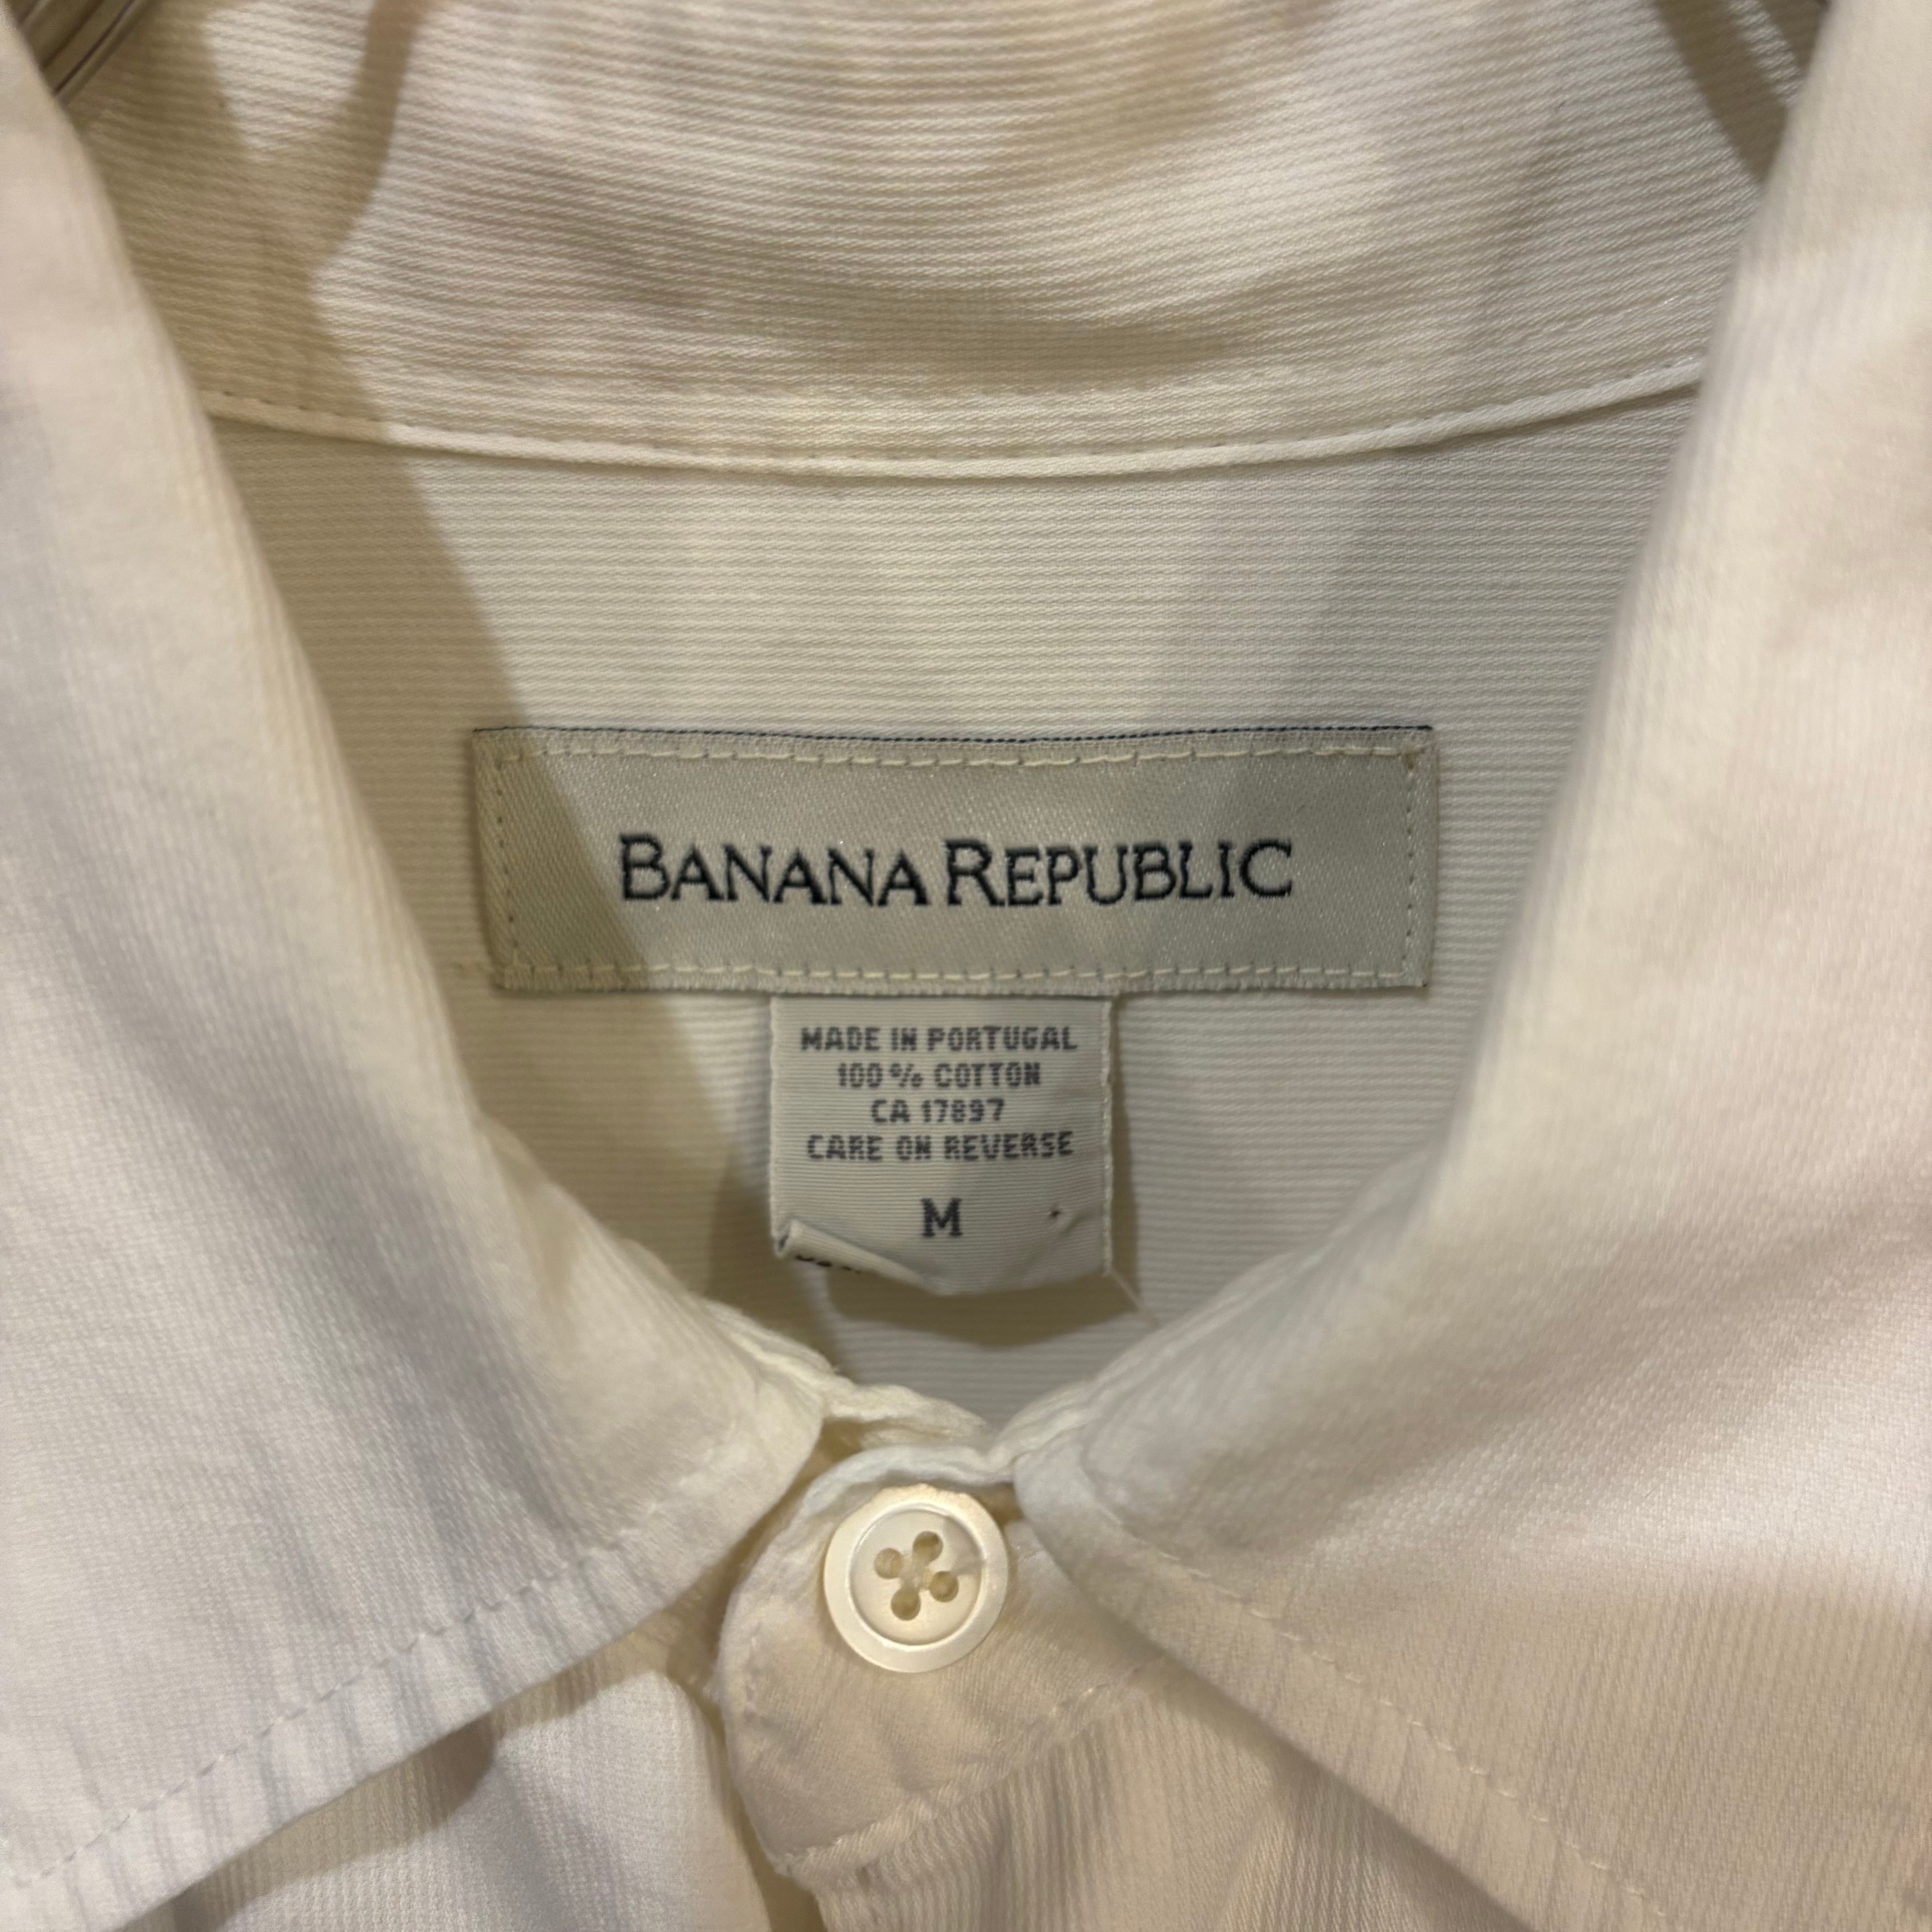 BANANA REPUBLIC
MADE IN PORTUGAL
100% COTTON
CA 17897
CARE ON REVERSE
M